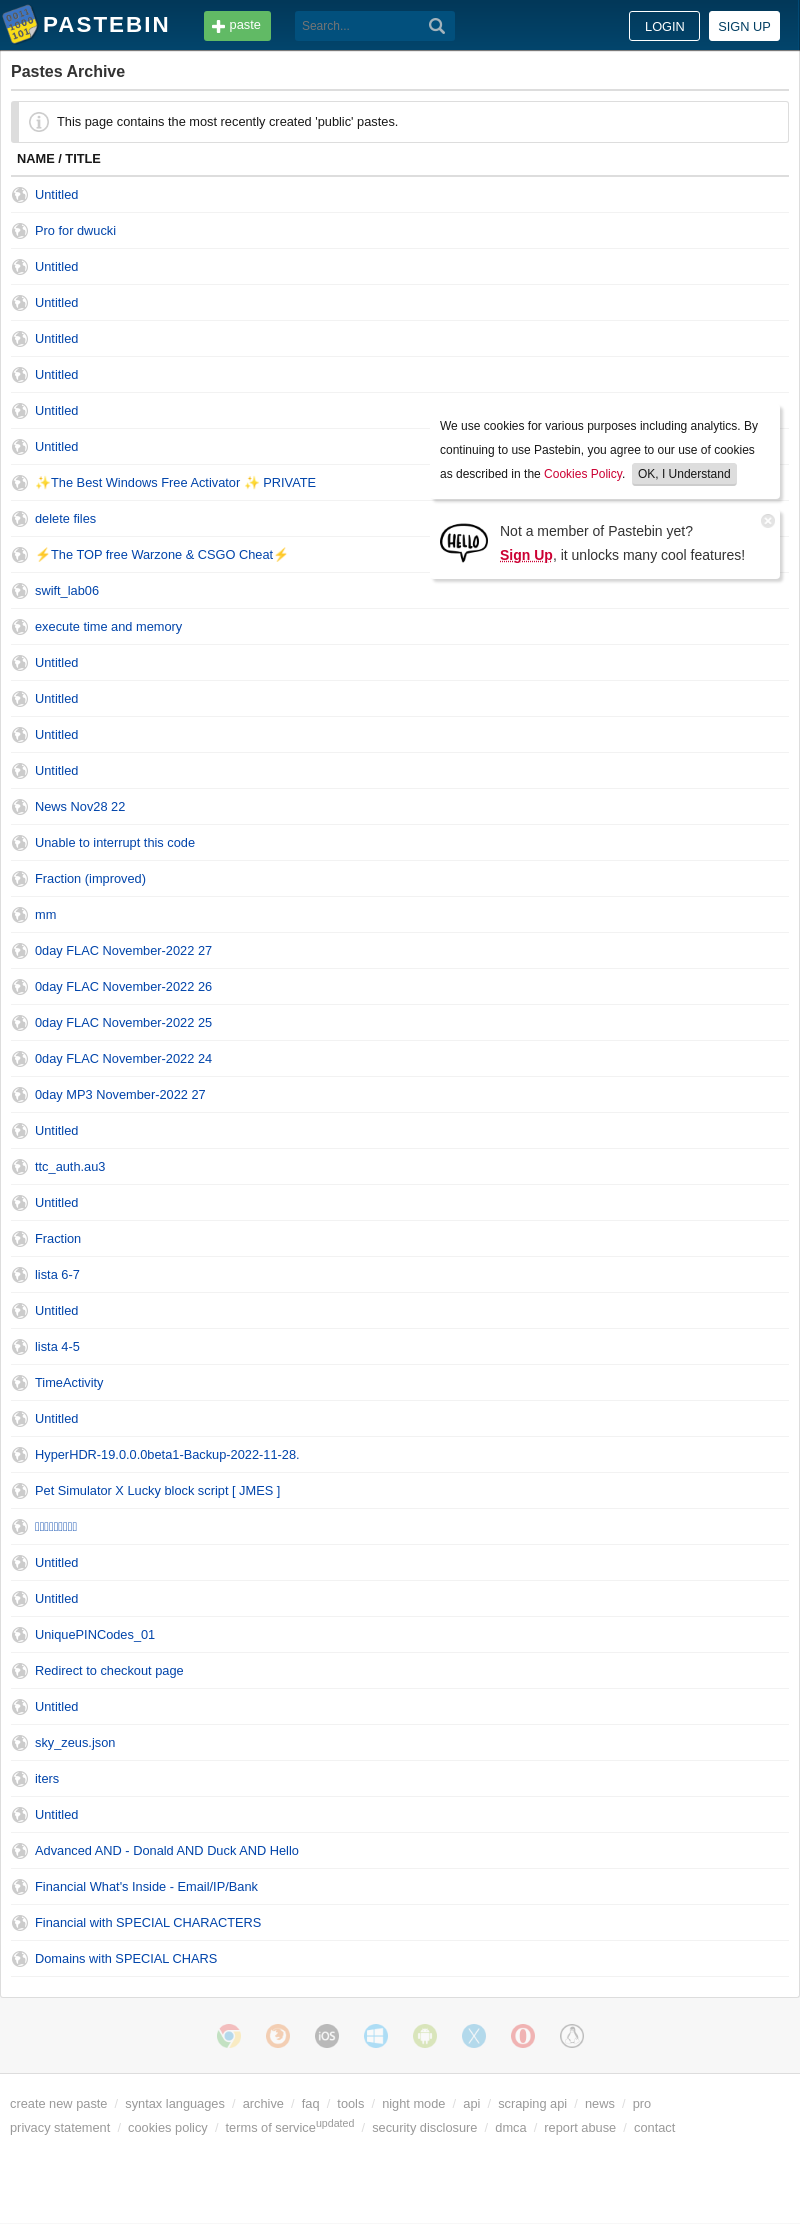 PASTEBIN
paste
Search...
LOGIN
SIGN UP
Pastes Archive
This page contains the most recently created 'public' pastes.
NAME / TITLE
Untitled
Pro for dwucki
Untitled
Untitled
Untitled
Untitled
Untitled
Untitled
✨The Best Windows Free Activator ✨ PRIVATE
delete files
⚡The TOP free Warzone & CSGO Cheat⚡
We use cookies for various purposes including analytics. By
continuing to use Pastebin, you agree to our use of cookies
as described in the Cookies Policy. OK, I Understand
HELLO
Not a member of Pastebin yet?
Sign Up, it unlocks many cool features!
swift_lab06
execute time and memory
Untitled
Untitled
Untitled
Untitled
News Nov28 22
Unable to interrupt this code
Fraction (improved)
mm
0day FLAC November-2022 27
0day FLAC November-2022 26
0day FLAC November-2022 25
0day FLAC November-2022 24
0day MP3 November-2022 27
Untitled
ttc_auth.au3
Untitled
Fraction
lista 6-7
Untitled
lista 4-5
TimeActivity
Untitled
HyperHDR-19.0.0.0beta1-Backup-2022-11-28.
Pet Simulator X Lucky block script [ JMES ]
Untitled
Untitled
UniquePINCodes_01
Redirect to checkout page
Untitled
sky_zeus.json
iters
Untitled
Advanced AND - Donald AND Duck AND Hello
Financial What's Inside - Email/IP/Bank
Financial with SPECIAL CHARACTERS
Domains with SPECIAL CHARS
iOS
create new paste / syntax languages / archive / faq / tools / night mode / api / scraping api / news / pro
privacy statement / cookies policy / terms of serviceupdated / security disclosure / dmca / report abuse / contact